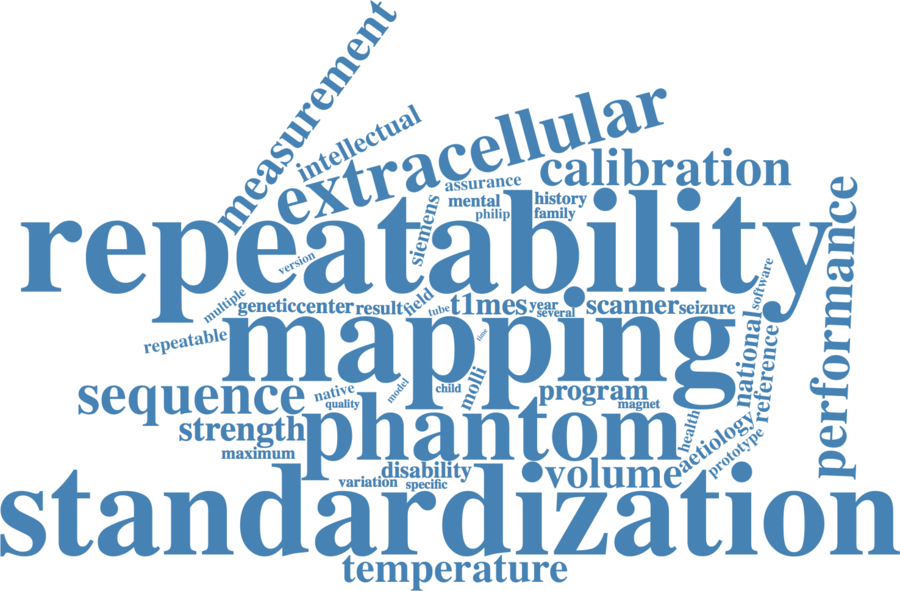 measurement
intellectual
extracellular
calibration
assurance
mental
history
philip
family
siemens
performance
repeatability
version
software
multiple
genetic
center
result
field
tube
t1mes
year
several
scanner
seizure
repeatable
mapping
time
national
reference
sequence
native
quality
model
child
molli
program
magnet
health
aetiology
prototype
strength
phantom
maximum
disability
volume
variation
specific
standardization
temperature